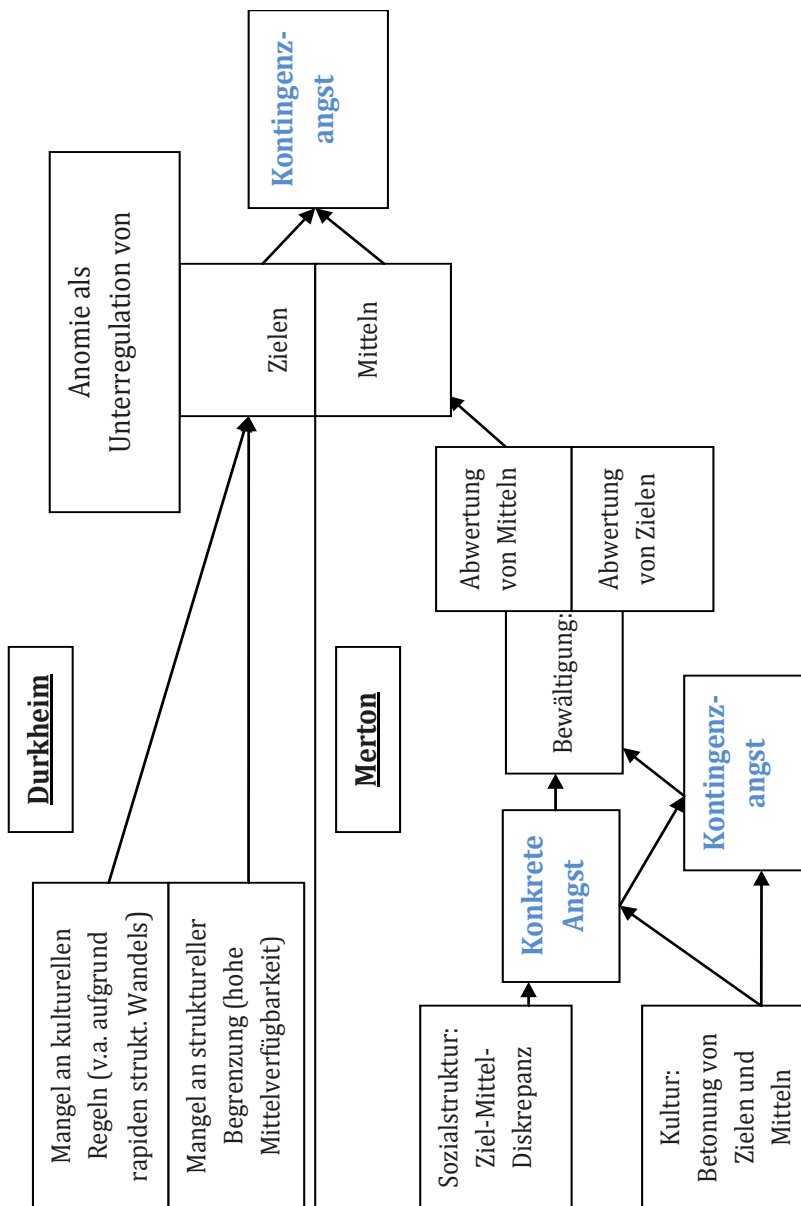 Durkheim
Mangel an kulturellen
Regeln (v.a. aufgrund
rapiden strukt. Wandels)
Mangel an struktureller
Begrenzung (hohe
Mittelverfügbarkeit)
Anomie als
Unterregulation von
Zielen
Mitteln
Kontingenz-
angst
Merton
Sozialstruktur:
Ziel-Mittel-
Diskrepanz
Kultur:
Betonung von
Zielen und
Mitteln
Konkrete
Angst
Kontingenz-
angst
Bewältigung:
Abwertung
von Mitteln
Abwertung
von Zielen